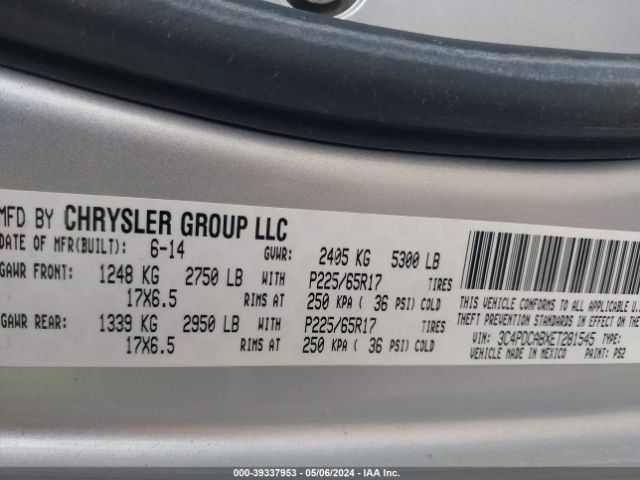 MFD BY CHRYSLER GROUP LLC
DATE OF MFR(BUILT): 6-14 GVWR: 2405 KG 5300 LB
GAWR FRONT: 1248 KG 2750 LB WITH P225/65R17 TIRES
17X6.5 RIMS AT 250 KPA ( 36 PSI) COLD
GAWR REAR: 1339 KG 2950 LB WITH P225/65R17 TIRES
17X6.5 RIMS AT 250 KPA ( 36 PSI) COLD
THIS VEHICLE CONFORMS TO ALL APPLICABLE U.
THEFT PREVENTION STANDARDS IN EFFECT ON THE
VIN: 3C4PDCABXET281545 TYPE:
VEHICLE MADE IN MEXICO PAINT: PS2
000-39337953 - 05/06/2024 - IAAI.com